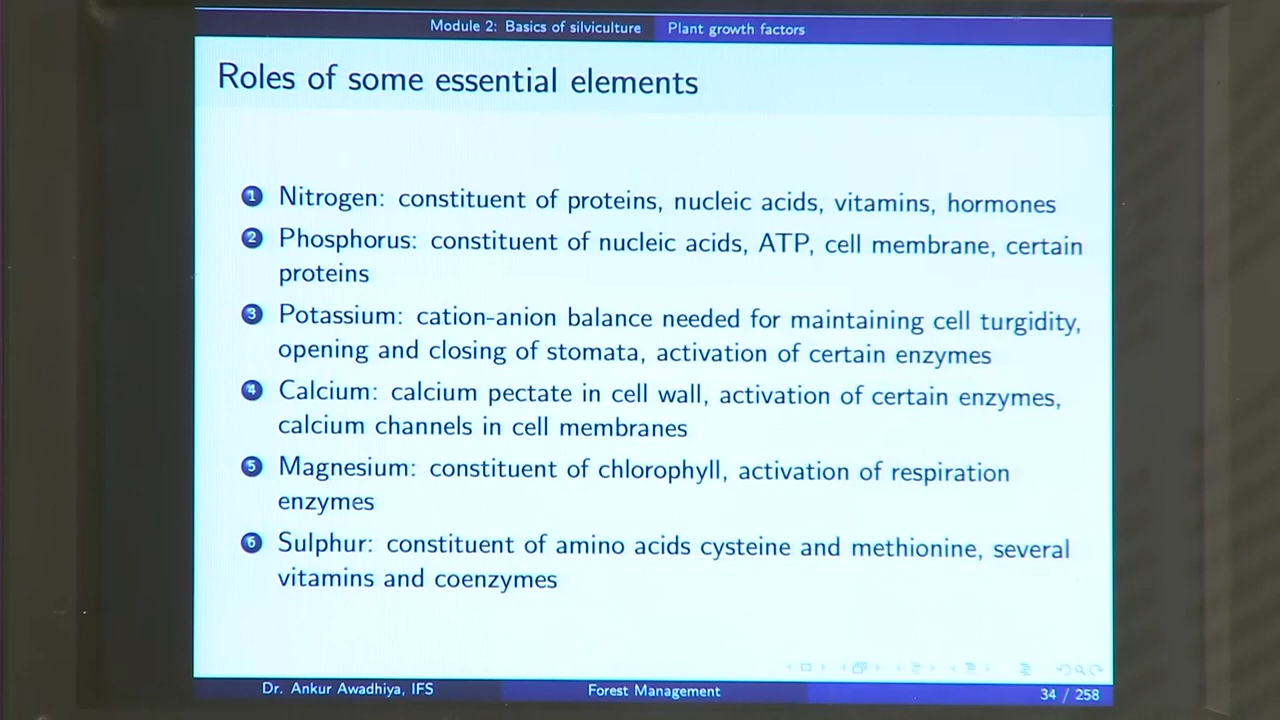 Module 2: Basics of silviculture Plant growth factors
Roles of some essential elements
1 Nitrogen: constituent of proteins, nucleic acids, vitamins, hormones
2 Phosphorus: constituent of nucleic acids, ATP, cell membrane, certain
proteins
3 Potassium: cation-anion balance needed for maintaining cell turgidity,
opening and closing of stomata, activation of certain enzymes
4 Calcium: calcium pectate in cell wall, activation of certain enzymes,
calcium channels in cell membranes
5 Magnesium: constituent of chlorophyll, activation of respiration
enzymes
6 Sulphur: constituent of amino acids cysteine and methionine, several
vitamins and coenzymes
Dr. Ankur Awadhiya, IFS Forest Management 34 / 258